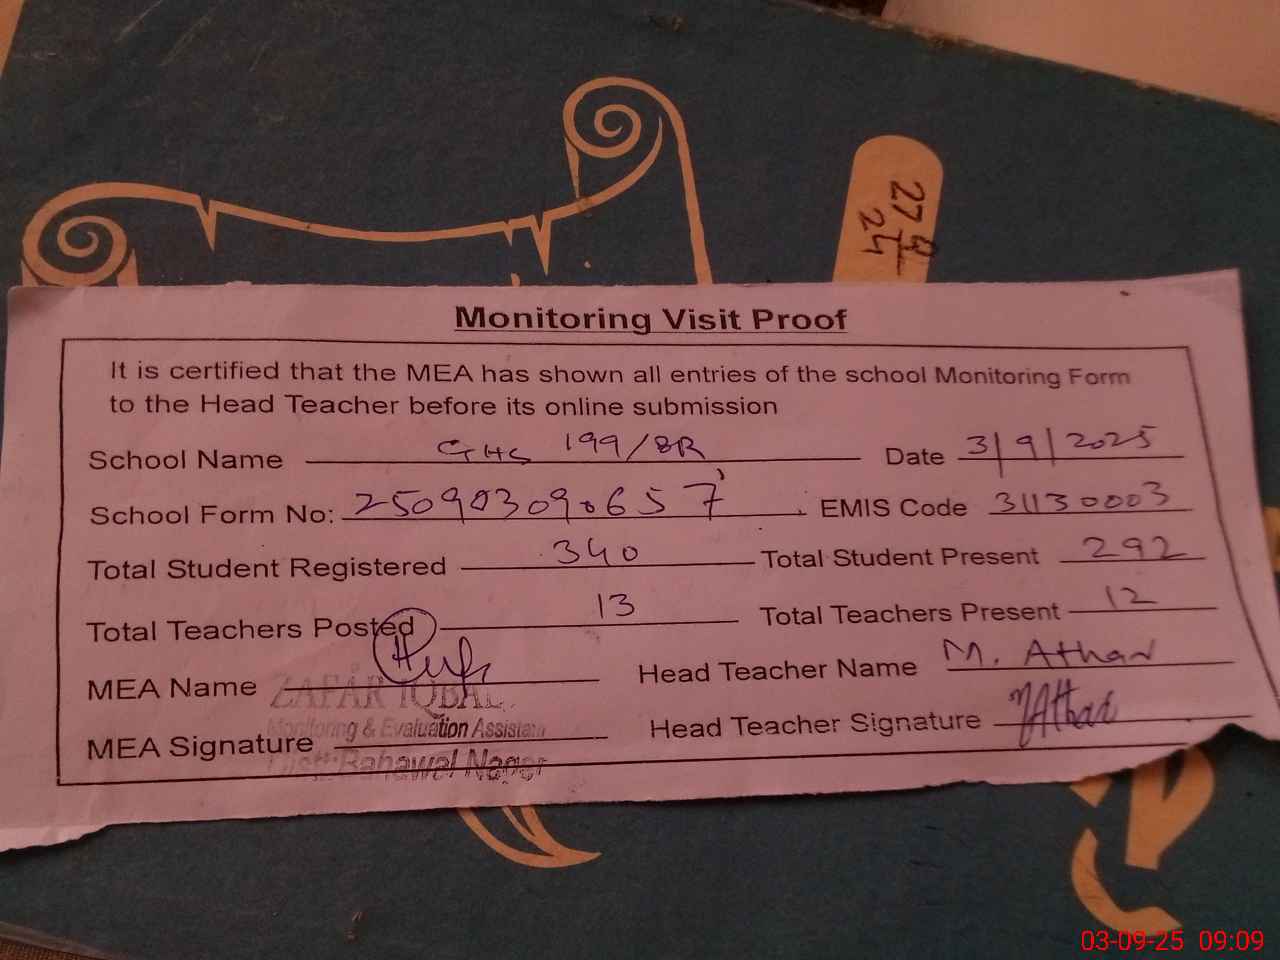 27 9
24
Monitoring Visit Proof
It is certified that the MEA has shown all entries of the school Monitoring Form
to the Head Teacher before its online submission
School Name GHS 199/8R Date 3/9/2025
School Form No: 250903090657 EMIS Code 31130003
Total Student Registered 340 Total Student Present 292
Total Teachers Posted 13 Total Teachers Present 12
MEA Name ZAFAR IQBAL Head Teacher Name M. Athar
Monitoring & Evaluation Assistant
MEA Signature Head Teacher Signature MAthar
Distt: Bahawal Nagar
03-09-25 09:09